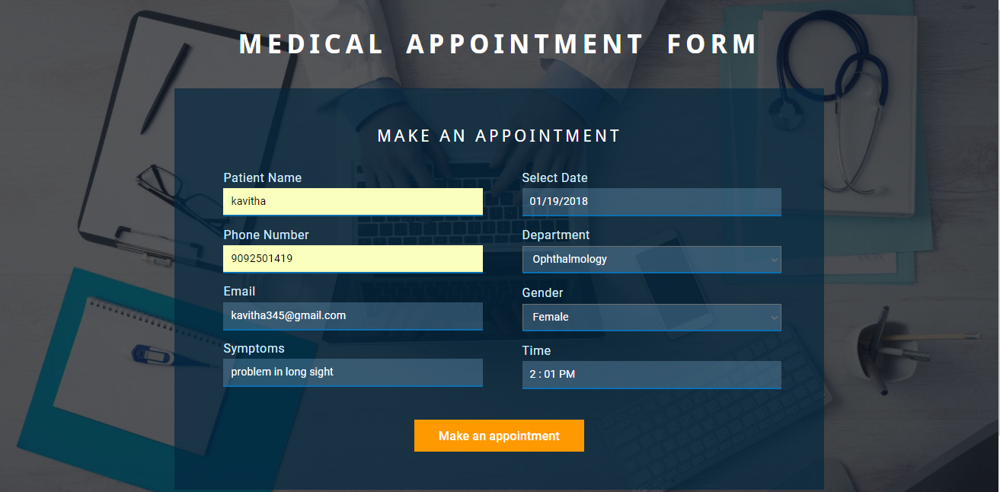 MEDICAL APPOINTMENT FORM
MAKE AN APPOINTMENT
Patient Name
kavitha
Phone Number
9092501419
Email
kavitha345@gmail.com
Symptoms
problem in long sight
Select Date
01/19/2018
Department
Ophthalmology
Gender
Female
Time
2 : 01 PM
Make an appointment